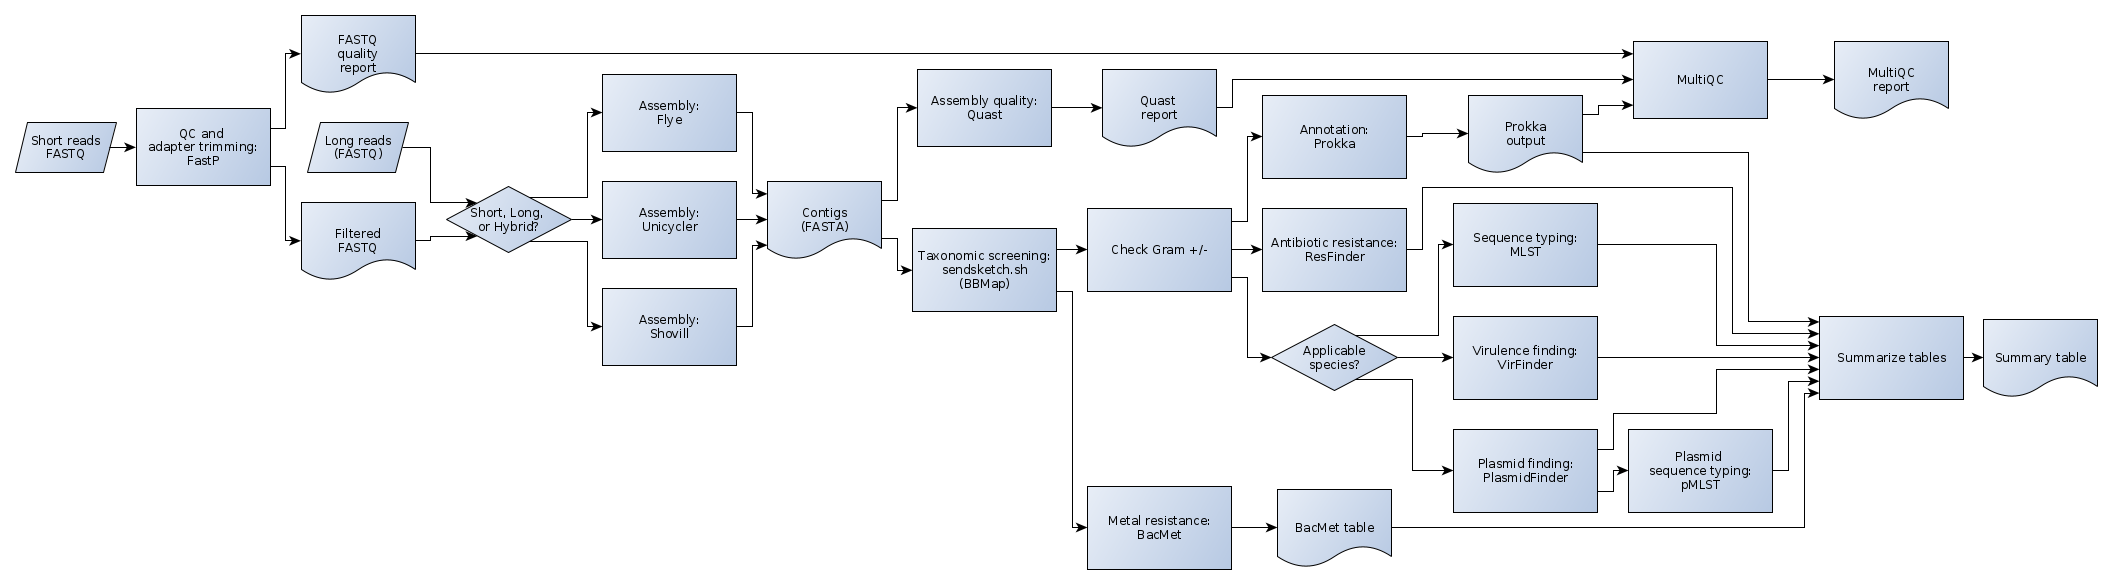 Short reads
FASTQ
QC and
adapter trimming:
FastP
FASTQ
quality
report
Long reads
(FASTQ)
Filtered
FASTQ
Short, Long,
or Hybrid?
Assembly:
Flye
Assembly:
Unicycler
Assembly:
Shovill
Contigs
(FASTA)
Assembly quality:
Quast
Quast
report
Taxonomic screening:
sendsketch.sh
(BBMap)
Check Gram +/-
Annotation:
Prokka
Prokka
output
MultiQC
MultiQC
report
Antibiotic resistance:
ResFinder
Applicable
species?
Sequence typing:
MLST
Virulence finding:
VirFinder
Plasmid finding:
PlasmidFinder
Plasmid
sequence typing:
pMLST
Metal resistance:
BacMet
BacMet table
Summarize tables
Summary table